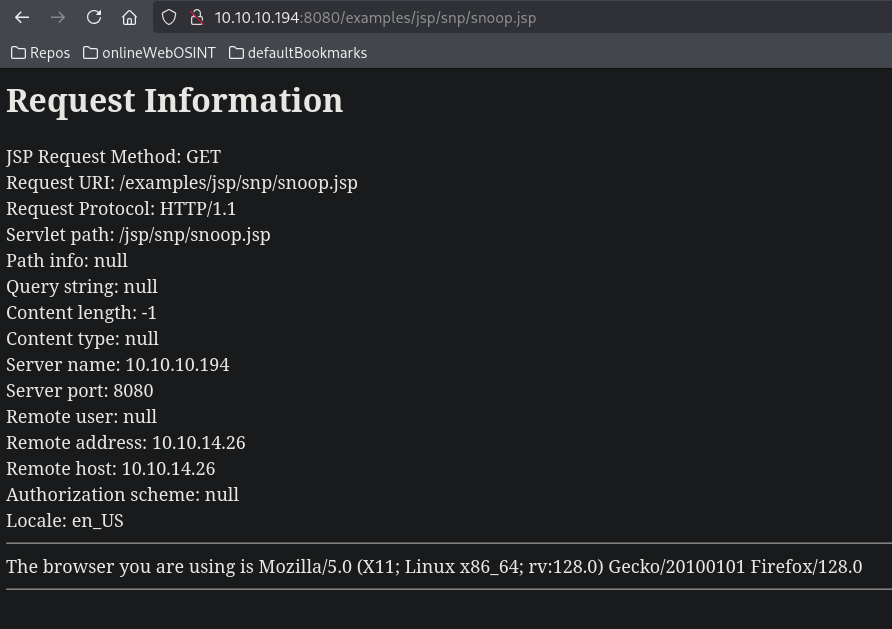 10.10.10.194:8080/examples/jsp/snp/snoop.jsp
Repos onlineWebOSINT defaultBookmarks
Request Information
JSP Request Method: GET
Request URI: /examples/jsp/snp/snoop.jsp
Request Protocol: HTTP/1.1
Servlet path: /jsp/snp/snoop.jsp
Path info: null
Query string: null
Content length: -1
Content type: null
Server name: 10.10.10.194
Server port: 8080
Remote user: null
Remote address: 10.10.14.26
Remote host: 10.10.14.26
Authorization scheme: null
Locale: en_US
The browser you are using is Mozilla/5.0 (X11; Linux x86_64; rv:128.0) Gecko/20100101 Firefox/128.0